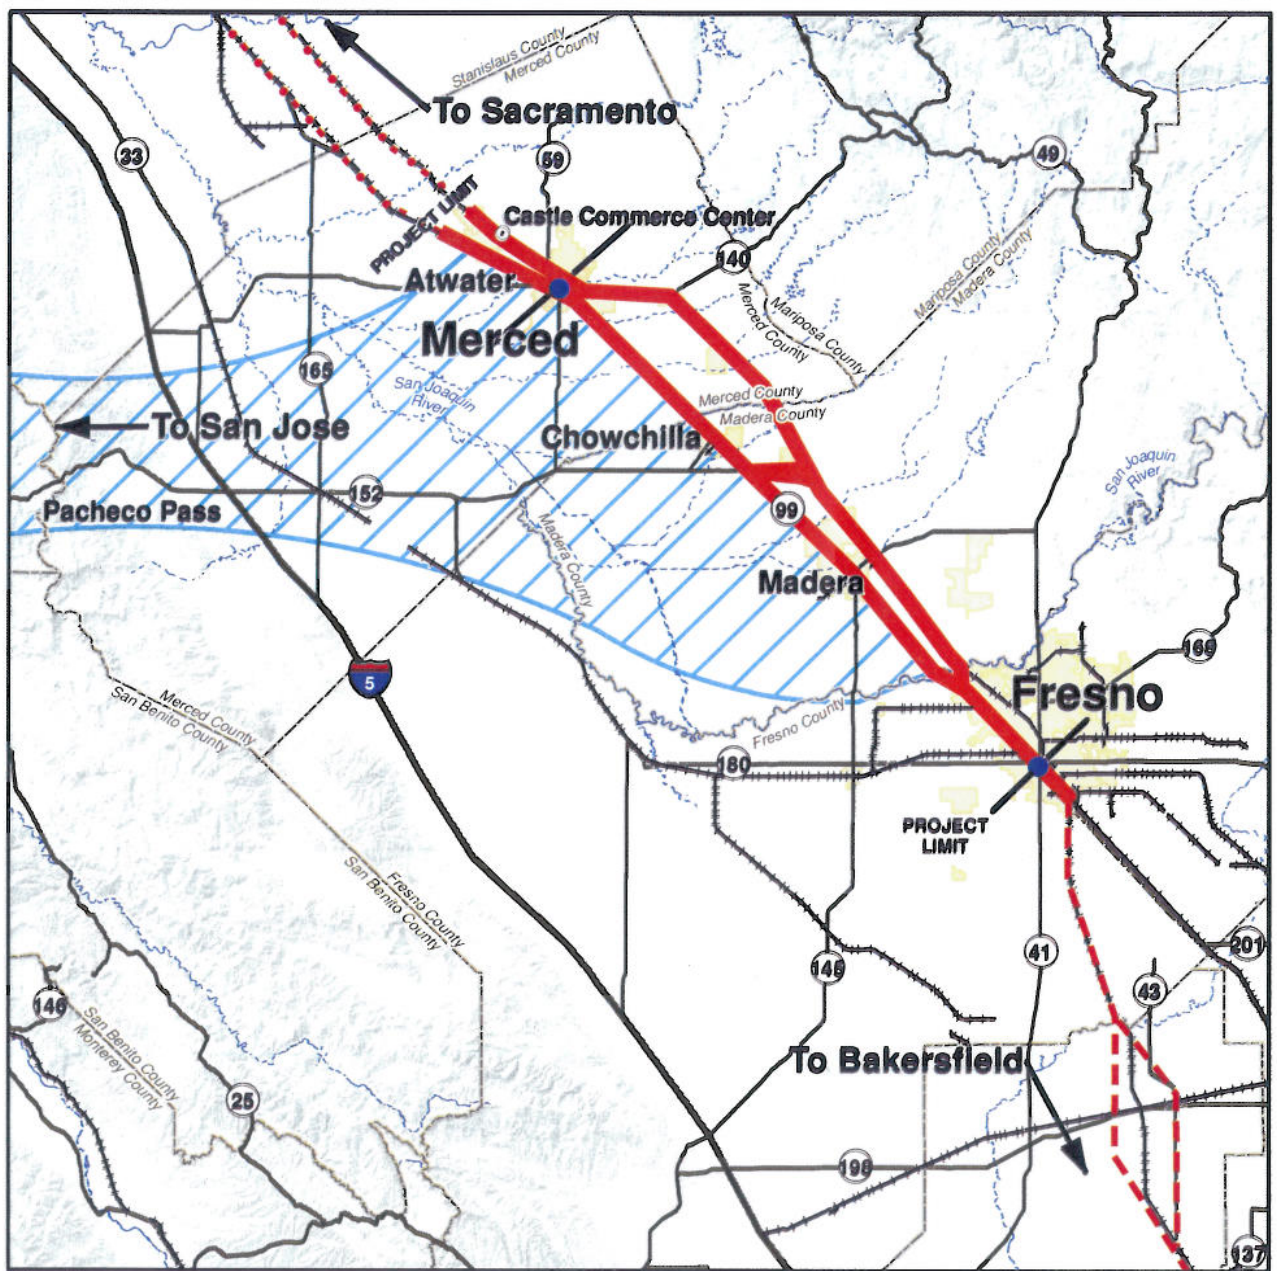 Stanislaus County
Merced County
To Sacramento
33
59
49
PROJECT LIMIT
Castle Commerce Center
140
Mariposa County
Madera County
Atwater
Mariposa County
Merced County
Merced
165
San Joaquin
River
Merced County
Madera County
To San Jose
Chowchilla
San Joaquin
River
152
Pacheco Pass
99
Madera County
Madera
168
5
Fresno
Merced County
San Benito County
Fresno County
180
PROJECT
LIMIT
Fresno County
San Benito County
41
201
145
43
146
San Benito County
Monterey County
To Bakersfield
25
198
137